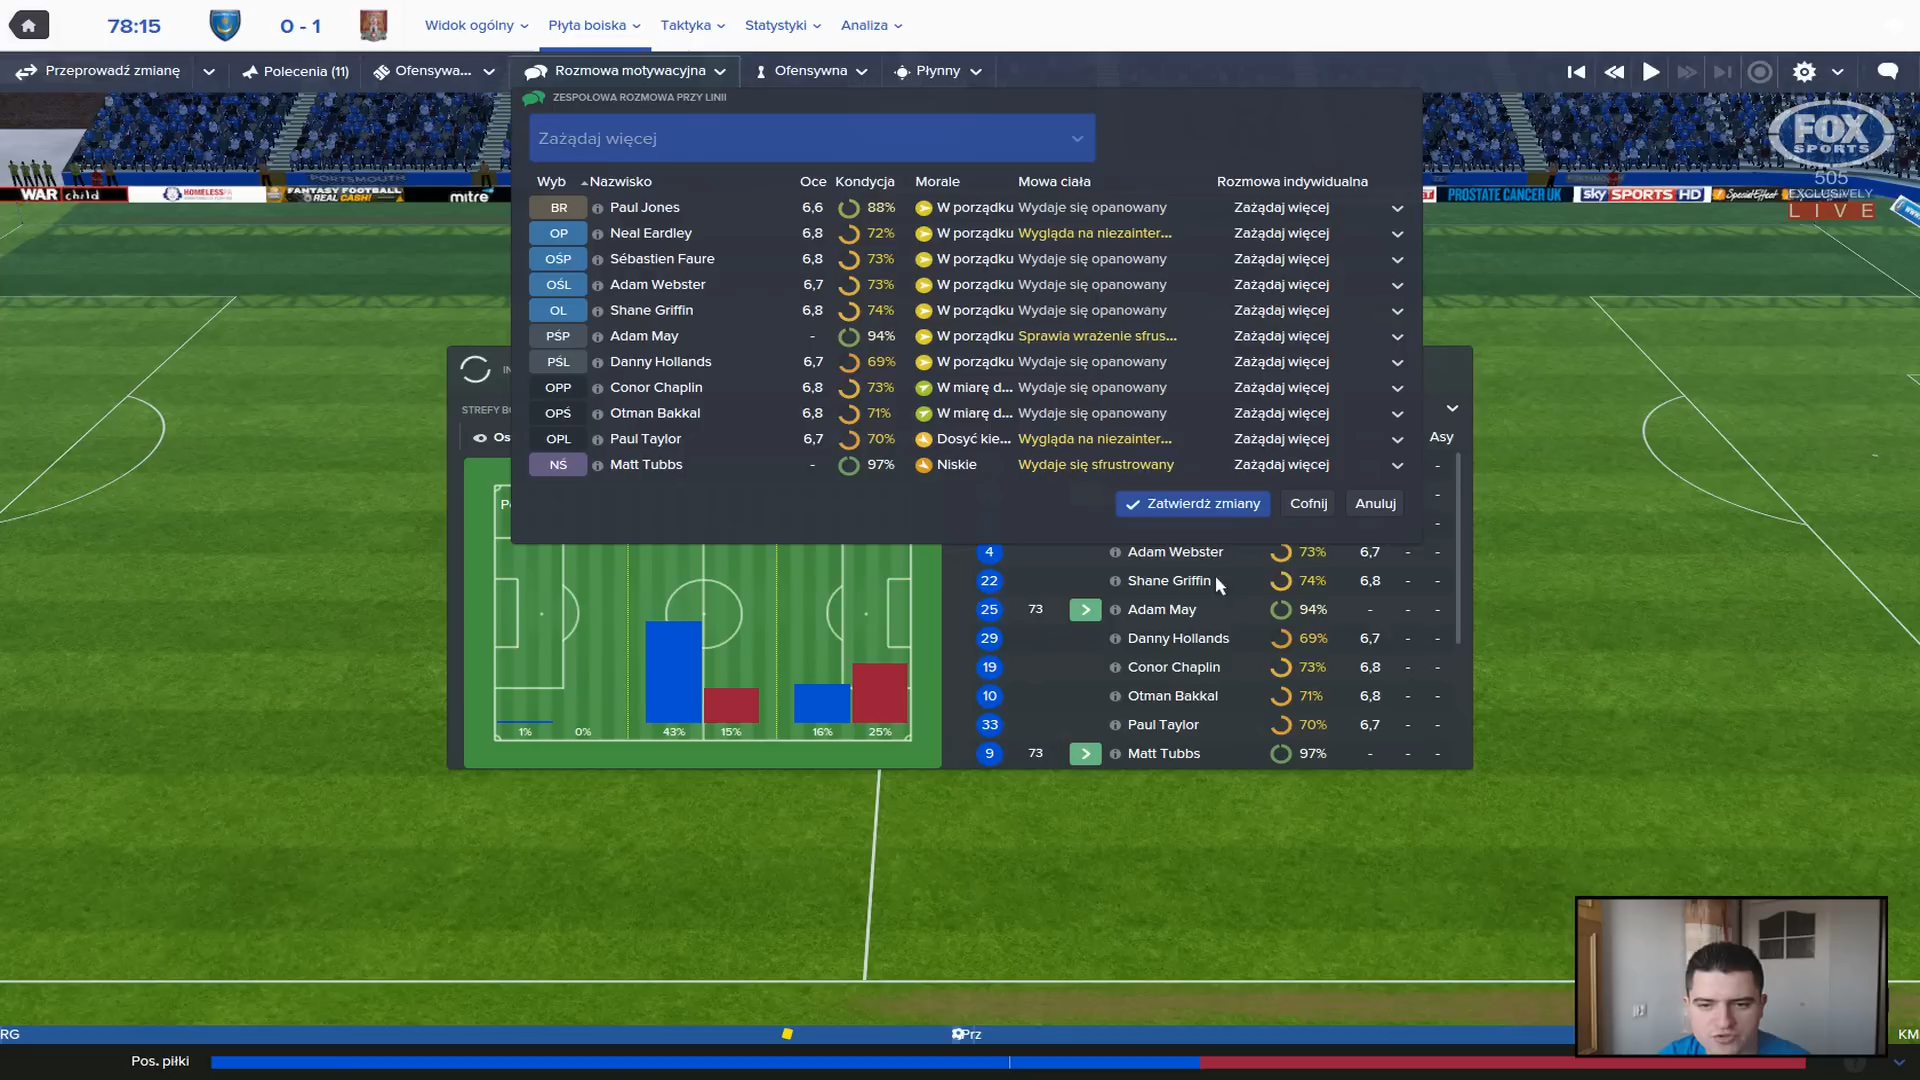 78:15 0 - 1 Widok ogólny Płyta boiska Taktyka Statystyki Analiza
Przeprowadź zmianę Polecenia (11) Ofensywa... Rozmowa motywacyjna Ofensywna Płynny
ZESPOŁOWA ROZMOWA PRZY LINII
Zażądaj więcej
Wyb Nazwisko Oce Kondycja Morale Mowa ciała Rozmowa indywidualna
BR Paul Jones 6,6 88% W porządku Wydaje się opanowany Zażądaj więcej
OP Neal Eardley 6,8 72% W porządku Wygląda na niezainter... Zażądaj więcej
OŚP Sébastien Faure 6,8 73% W porządku Wydaje się opanowany Zażądaj więcej
OŚL Adam Webster 6,7 73% W porządku Wydaje się opanowany Zażądaj więcej
OL Shane Griffin 6,8 74% W porządku Wydaje się opanowany Zażądaj więcej
PŚP Adam May - 94% W porządku Sprawia wrażenie sfrus... Zażądaj więcej
PŚL Danny Hollands 6,7 69% W porządku Wydaje się opanowany Zażądaj więcej
OPP Conor Chaplin 6,8 73% W miarę d... Wydaje się opanowany Zażądaj więcej
OPŚ Otman Bakkal 6,8 71% W miarę d... Wydaje się opanowany Zażądaj więcej
OPL Paul Taylor 6,7 70% Dosyć kie... Wygląda na niezainter... Zażądaj więcej
NŚ Matt Tubbs - 97% Niskie Wydaje się sfrustrowany Zażądaj więcej
Zatwierdź zmiany Cofnij Anuluj
FOX
SPORTS
505
EXCLUSIVELY
LIVE
WAR child HOMELESS FANTASY FOOTBALL REAL CASH! PORTSMOUTH mitre
PROSTATE CANCER UK sky SPORTS HD SpecialEffect
STREFY BO
Os
Asy
-
-
-
4 Adam Webster 73% 6,7 - -
22 Shane Griffin 74% 6,8 - -
25 73 Adam May 94% - - -
29 Danny Hollands 69% 6,7 - -
19 Conor Chaplin 73% 6,8 - -
10 Otman Bakkal 71% 6,8 - -
33 Paul Taylor 70% 6,7 - -
9 73 Matt Tubbs 97% - - -
1% 0% 43% 15% 16% 25%
RG Prz KM
Pos. piłki